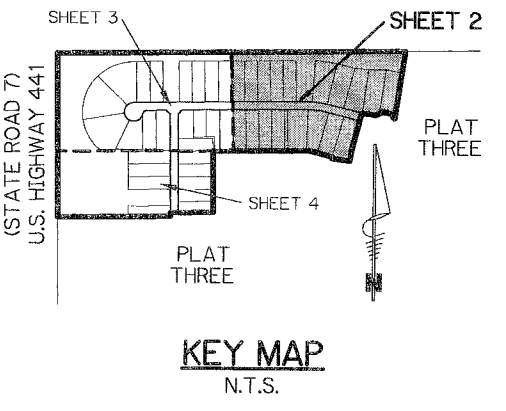 SHEET 3
SHEET 2
(STATE ROAD 7)
U.S. HIGHWAY 441
PLAT
THREE
SHEET 4
PLAT
THREE
KEY MAP
N.T.S.